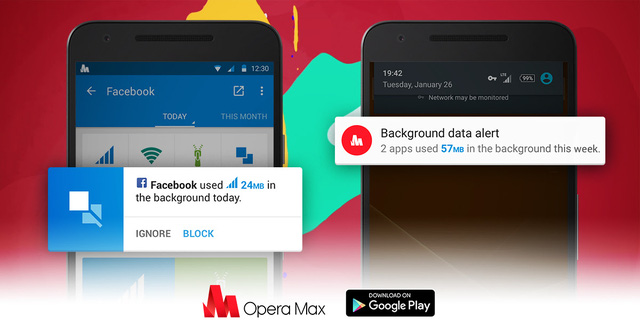 12:30
Facebook
TODAY
THIS MONTH
Facebook used 24MB in
the background today.
IGNORE
BLOCK
19:42
Tuesday, January 26
LTE
99%
Network may be monitored
Background data alert
2 apps used 57MB in the background this week.
Opera Max
DOWNLOAD ON
Google Play